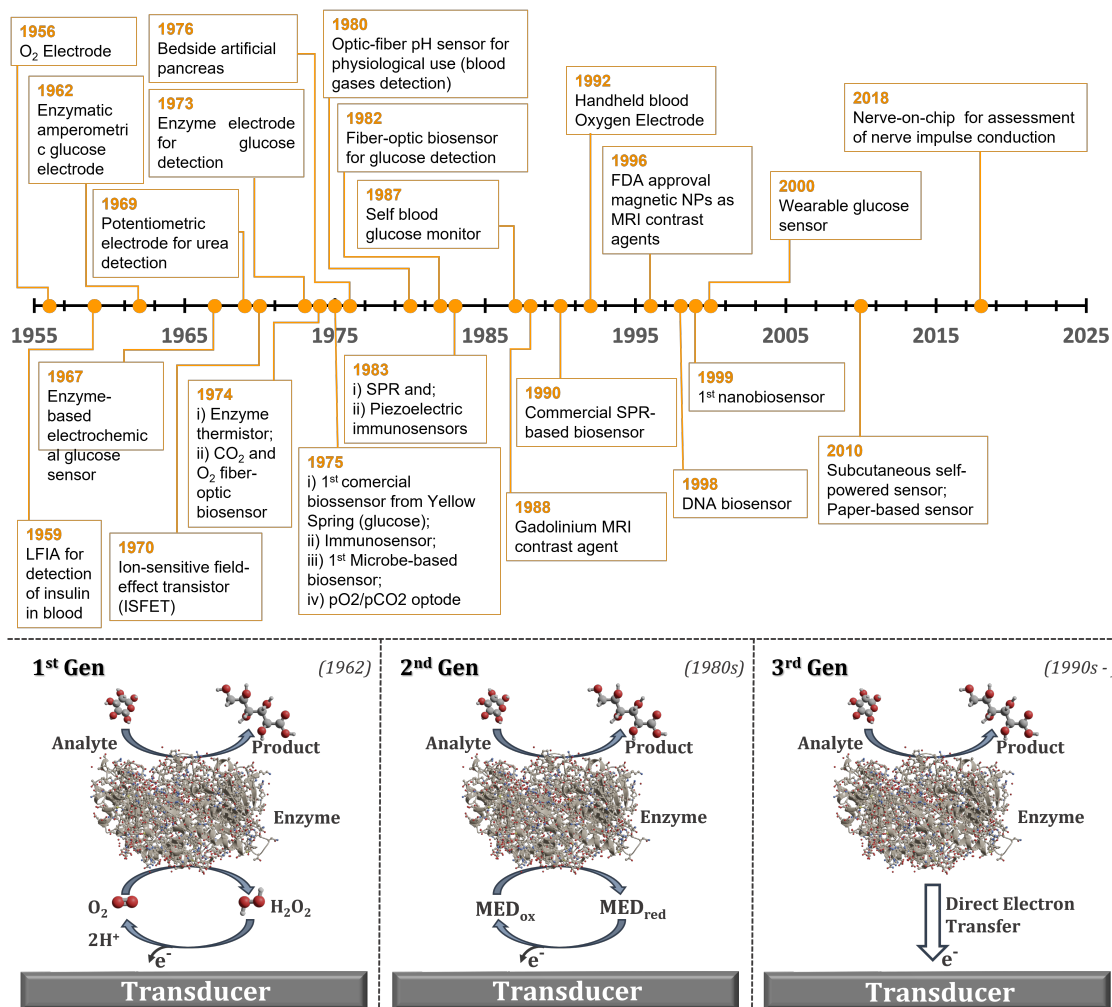 1956
O₂ Electrode
1962
Enzymatic
amperometri
c glucose
electrode
1969
Potentiometric
electrode for urea
detection
1976
Bedside artificial
pancreas
1973
Enzyme electrode
for glucose
detection
1980
Optic-fiber pH sensor for
physiological use (blood
gases detection)
1982
Fiber-optic biosensor
for glucose detection
1987
Self blood
glucose monitor
1992
Handheld blood
Oxygen Electrode
1996
FDA approval
magnetic NPs as
MRI contrast
agents
2000
Wearable glucose
sensor
2018
Nerve-on-chip for assessment
of nerve impulse conduction
1955
1965
1975
1985
1995
2005
2015
2025
1967
Enzyme-
based
electrochemic
al glucose
sensor
1959
LFIA for
detection
of insulin
in blood
1970
Ion-sensitive field-
effect transistor
(ISFET)
1974
i) Enzyme
thermistor;
ii) CO₂ and
O₂ fiber-
optic
biosensor
1983
i) SPR and;
ii) Piezoelectric
immunosensors
1975
i) 1st comercial
biossensor from Yellow
Spring (glucose);
ii) Immunosensor;
iii) 1st Microbe-based
biosensor;
iv) pO2/pCO2 optode
1990
Commercial SPR-
based biosensor
1988
Gadolinium MRI
contrast agent
1999
1st nanobiosensor
1998
DNA biosensor
2010
Subcutaneous self-
powered sensor;
Paper-based sensor
1st Gen
(1962)
Analyte
Product
Enzyme
O₂
H₂O₂
2H⁺
e⁻
Transducer
2nd Gen
(1980s)
Analyte
Product
Enzyme
MEDox
MEDred
e⁻
Transducer
3rd Gen
(1990s -
Analyte
Product
Enzyme
Direct Electron
Transfer
e⁻
Transducer